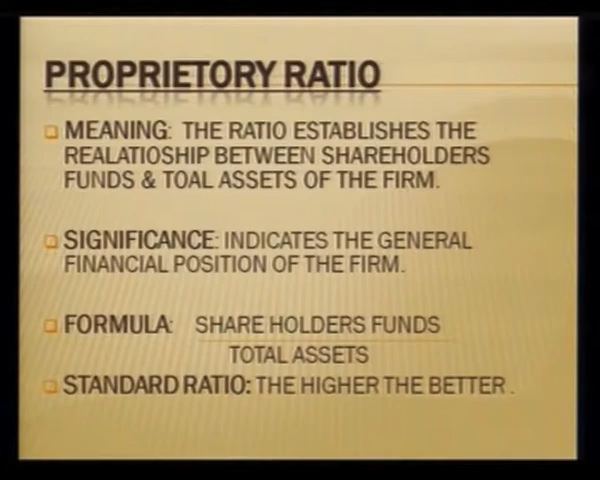 PROPRIETORY RATIO
MEANING: THE RATIO ESTABLISHES THE
REALATIOSHIP BETWEEN SHAREHOLDERS
FUNDS & TOAL ASSETS OF THE FIRM.
SIGNIFICANCE: INDICATES THE GENERAL
FINANCIAL POSITION OF THE FIRM.
FORMULA: SHARE HOLDERS FUNDS
TOTAL ASSETS
STANDARD RATIO: THE HIGHER THE BETTER .